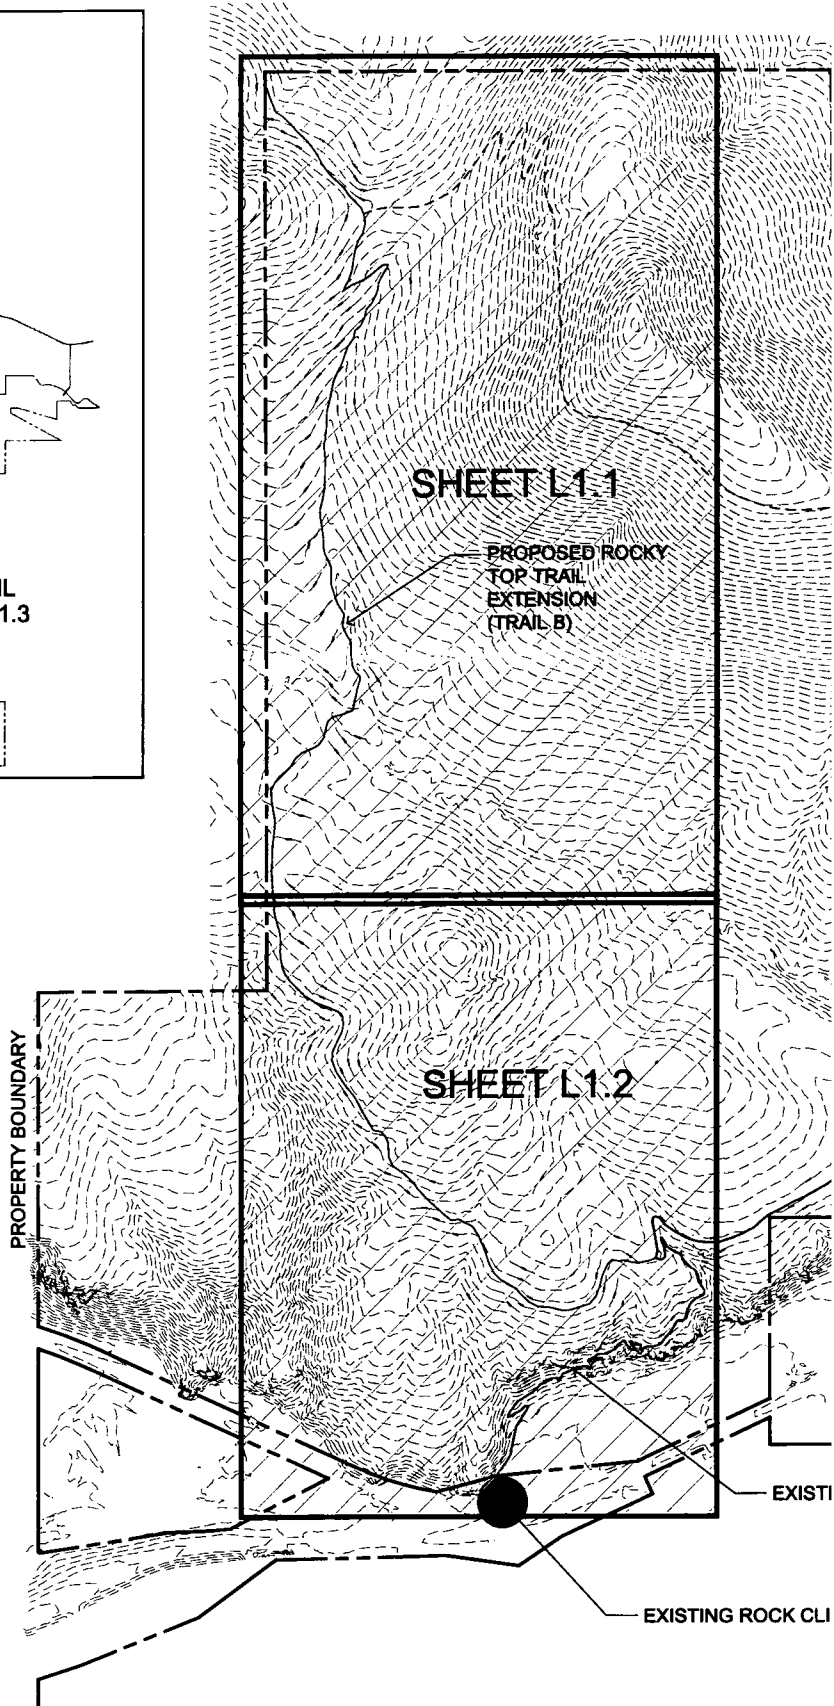 IL
1.3
SHEET L1.1
PROPOSED ROCKY
TOP TRAIL
EXTENSION
(TRAIL B)
SHEET L1.2
PROPERTY BOUNDARY
EXISTI
EXISTING ROCK CLI